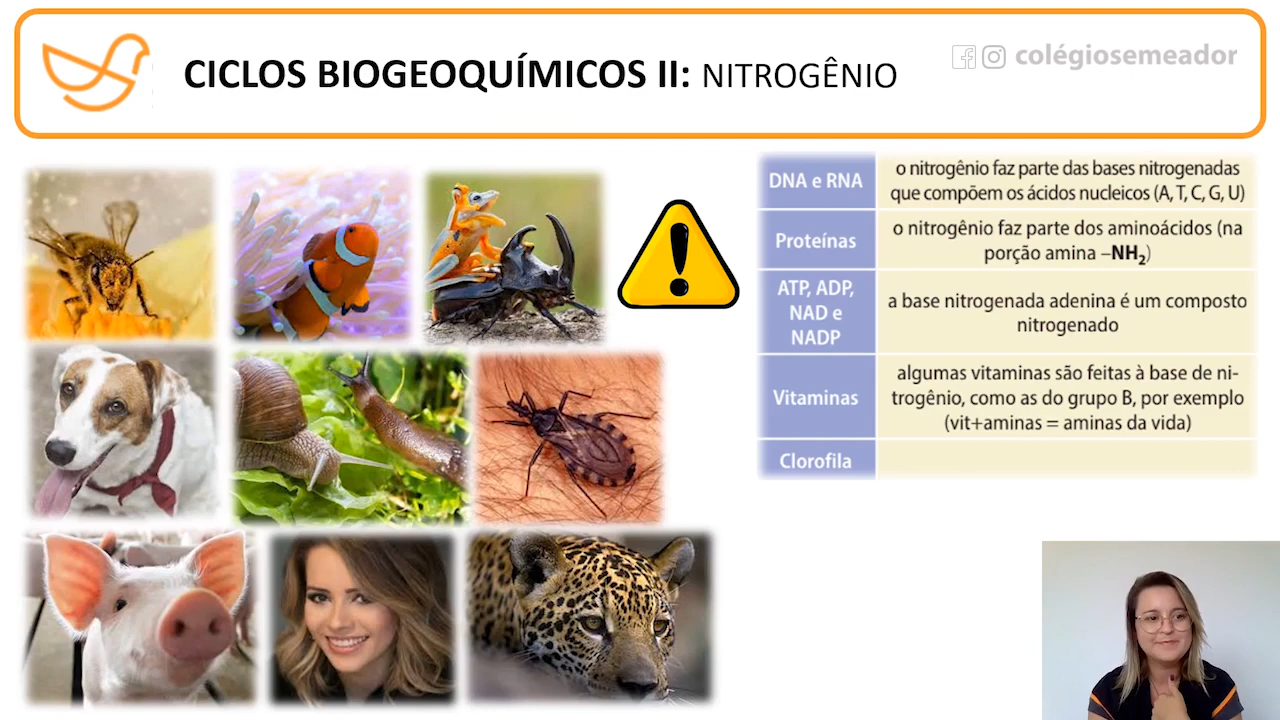 CICLOS BIOGEOQUÍMICOS II: NITROGÊNIO
colégiosemeador
DNA e RNA
o nitrogênio faz parte das bases nitrogenadas
que compõem os ácidos nucleicos (A, T, C, G, U)
Proteínas
o nitrogênio faz parte dos aminoácidos (na
porção amina –NH₂)
ATP, ADP,
NAD e
NADP
a base nitrogenada adenina é um composto
nitrogenado
Vitaminas
algumas vitaminas são feitas à base de ni-
trogênio, como as do grupo B, por exemplo
(vit+aminas = aminas da vida)
Clorofila